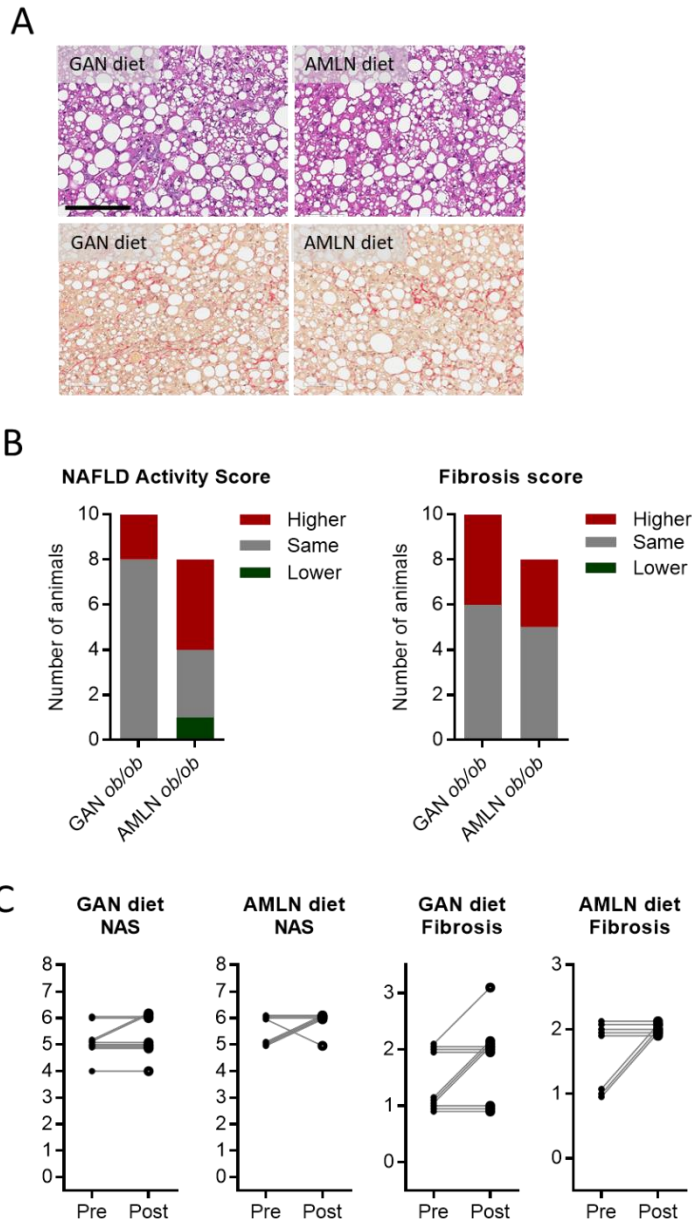 A
GAN diet
AMLN diet
GAN diet
AMLN diet
B
NAFLD Activity Score
10
8
6
4
2
0
Number of animals
Higher
Same
Lower
GAN ob/ob
AMLN ob/ob
Fibrosis score
10
8
6
4
2
0
Number of animals
Higher
Same
Lower
GAN ob/ob
AMLN ob/ob
C
GAN diet
NAS
8
7
6
5
4
3
2
1
0
Pre Post
AMLN diet
NAS
8
7
6
5
4
3
2
1
0
Pre Post
GAN diet
Fibrosis
3
2
1
0
Pre Post
AMLN diet
Fibrosis
3
2
1
0
Pre Post